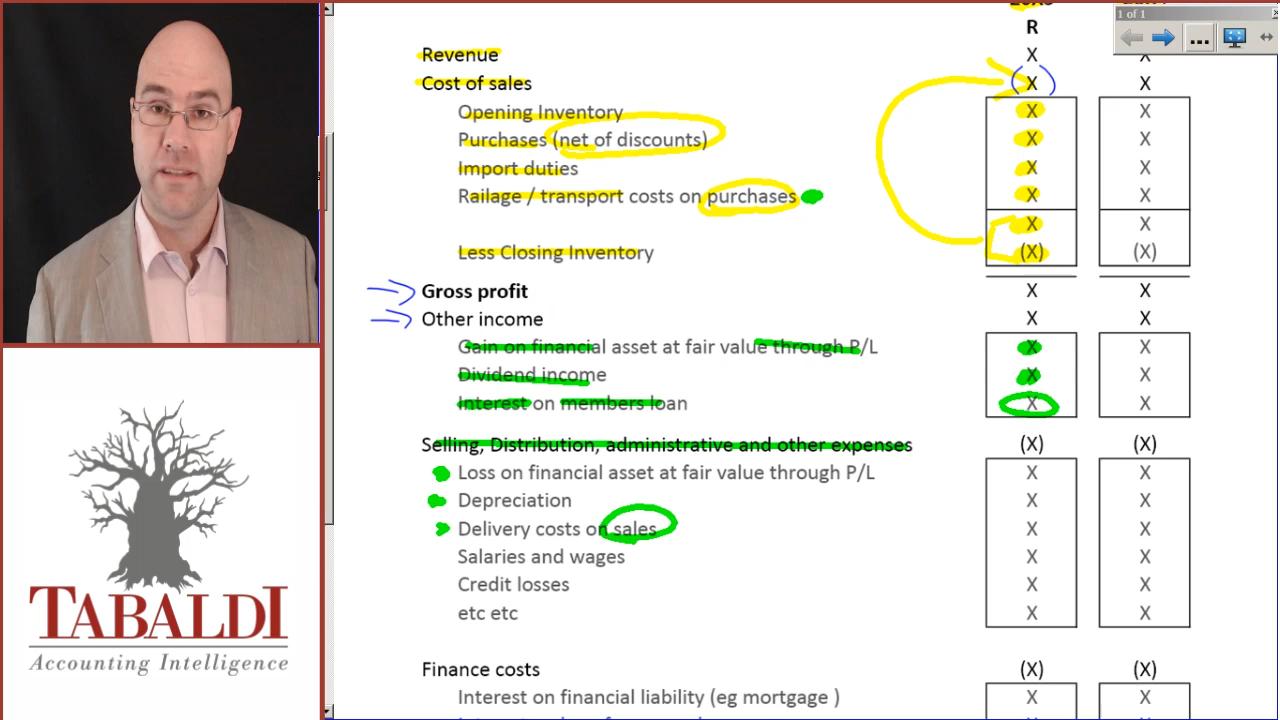 R
1 of 1
...
Revenue X X
Cost of sales (X) X
Opening Inventory X X
Purchases (net of discounts) X X
Import duties X X
Railage / transport costs on purchases X X
X X
Less Closing Inventory (X) (X)
Gross profit X X
Other income X X
Gain on financial asset at fair value through P/L X X
Dividend income X X
Interest on members loan X X
Selling, Distribution, administrative and other expenses (X) (X)
Loss on financial asset at fair value through P/L X X
Depreciation X X
Delivery costs on sales X X
Salaries and wages X X
Credit losses X X
etc etc X X
Finance costs (X) (X)
Interest on financial liability (eg mortgage ) X X
TABALDI
Accounting Intelligence